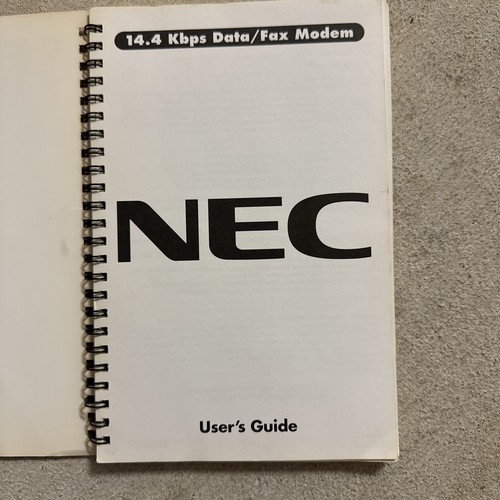 14.4 Kbps Data/Fax Modem
NEC
User's Guide